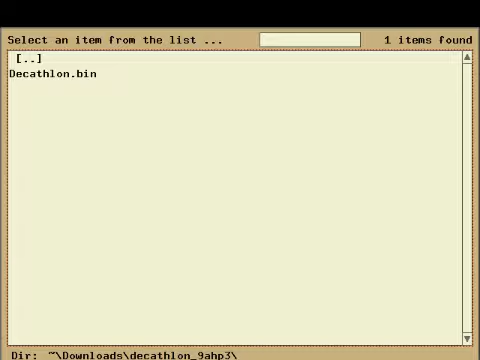 Select an item from the list ... 1 items found
[..]
Decathlon.bin
Dir: ~\Downloads\decathlon_9ahp3\